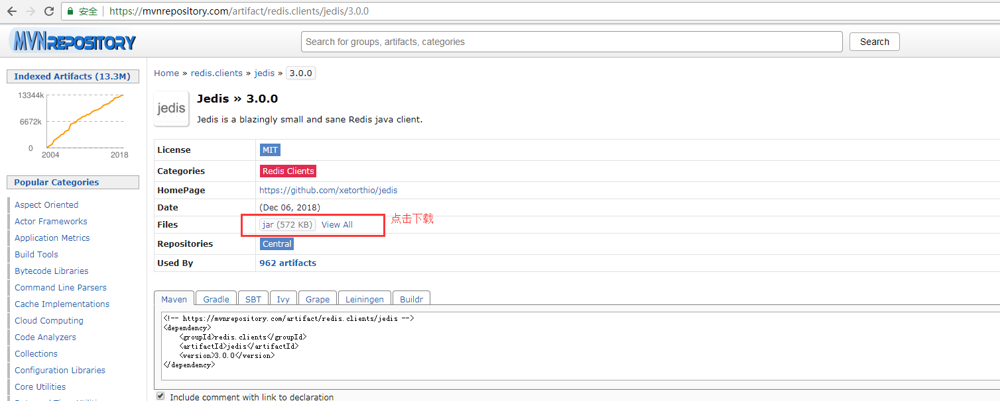 安全 https://mvnrepository.com/artifact/redis.clients/jedis/3.0.0
MVNREPOSITORY
Search for groups, artifacts, categories
Search
Indexed Artifacts (13.3M)
13344k
6672k
0
2004 2018
Popular Categories
Aspect Oriented
Actor Frameworks
Application Metrics
Build Tools
Bytecode Libraries
Command Line Parsers
Cache Implementations
Cloud Computing
Code Analyzers
Collections
Configuration Libraries
Core Utilities
Home » redis.clients » jedis » 3.0.0
jedis
Jedis » 3.0.0
Jedis is a blazingly small and sane Redis java client.
License MIT
Categories Redis Clients
HomePage https://github.com/xetorthio/jedis
Date (Dec 06, 2018)
Files jar (572 KB) View All 点击下载
Repositories Central
Used By 962 artifacts
Maven Gradle SBT Ivy Grape Leiningen Buildr
<!-- https://mvnrepository.com/artifact/redis.clients/jedis -->
<dependency>
    <groupId>redis.clients</groupId>
    <artifactId>jedis</artifactId>
    <version>3.0.0</version>
</dependency>
Include comment with link to declaration